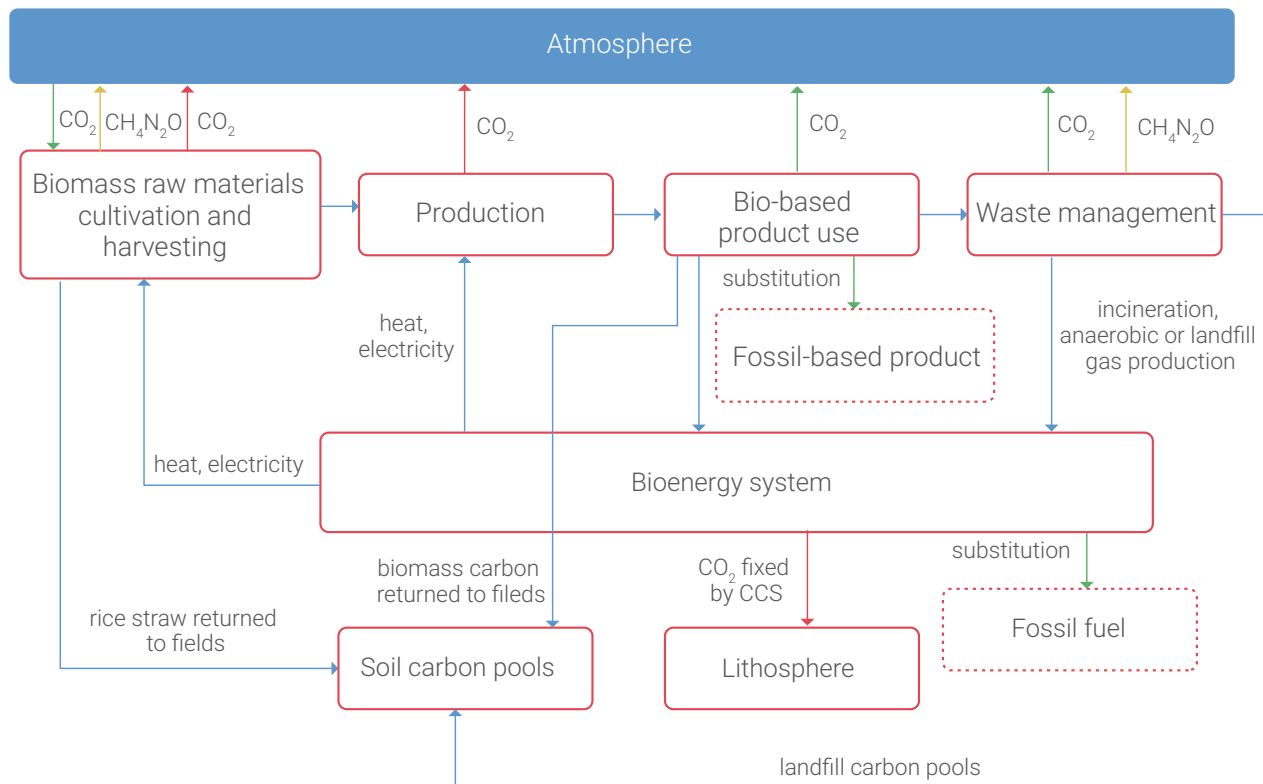 Atmosphere
CO₂
CH₄N₂O
CO₂
CO₂
CO₂
CO₂
CH₄N₂O
Biomass raw materials
cultivation and
harvesting
Production
Bio-based
product use
Waste management
substitution
heat,
electricity
Fossil-based product
incineration,
anaerobic or landfill
gas production
heat, electricity
Bioenergy system
biomass carbon
returned to fileds
CO₂ fixed
by CCS
substitution
rice straw returned
to fields
Soil carbon pools
Lithosphere
Fossil fuel
landfill carbon pools